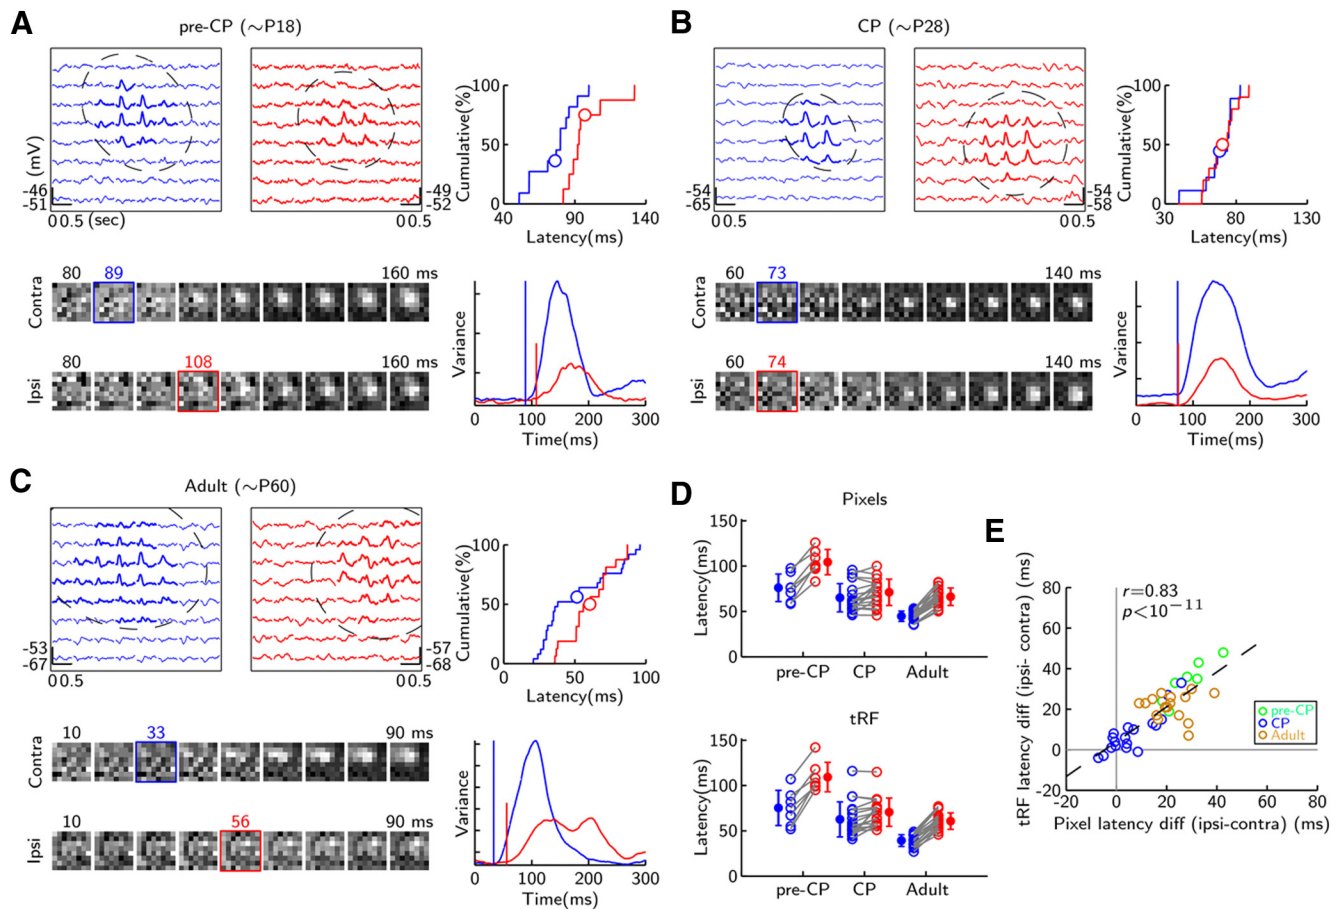 A
pre-CP (~P18)
(mV)
-46
-51
0 0.5 (sec)
-49
-52
0 0.5
Cumulative(%)
100
50
0
40 90 140
Latency(ms)
Contra
80 89 160 ms
Ipsi
80 108 160 ms
Variance
0 100 200 300
Time(ms)
B
CP (~P28)
-54
-65
0 0.5
-54
-58
0 0.5
Cumulative(%)
100
50
0
30 80 130
Latency(ms)
Contra
60 73 140 ms
Ipsi
60 74 140 ms
Variance
0 100 200 300
Time(ms)
C
Adult (~P60)
-53
-67
0 0.5
-57
-68
0 0.5
Cumulative(%)
100
50
0
0 50 100
Latency(ms)
Contra
10 33 90 ms
Ipsi
10 56 90 ms
Variance
0 100 200 300
Time(ms)
D
Pixels
Latency(ms)
150
100
50
0
pre-CP CP Adult
tRF
Latency(ms)
150
100
50
0
pre-CP CP Adult
E
tRF latency diff (ipsi- contra) (ms)
80
60
40
20
0
-20
r=0.83
p<10⁻¹¹
pre-CP
CP
Adult
-20 0 20 40 60 80
Pixel latency diff (ipsi-contra) (ms)